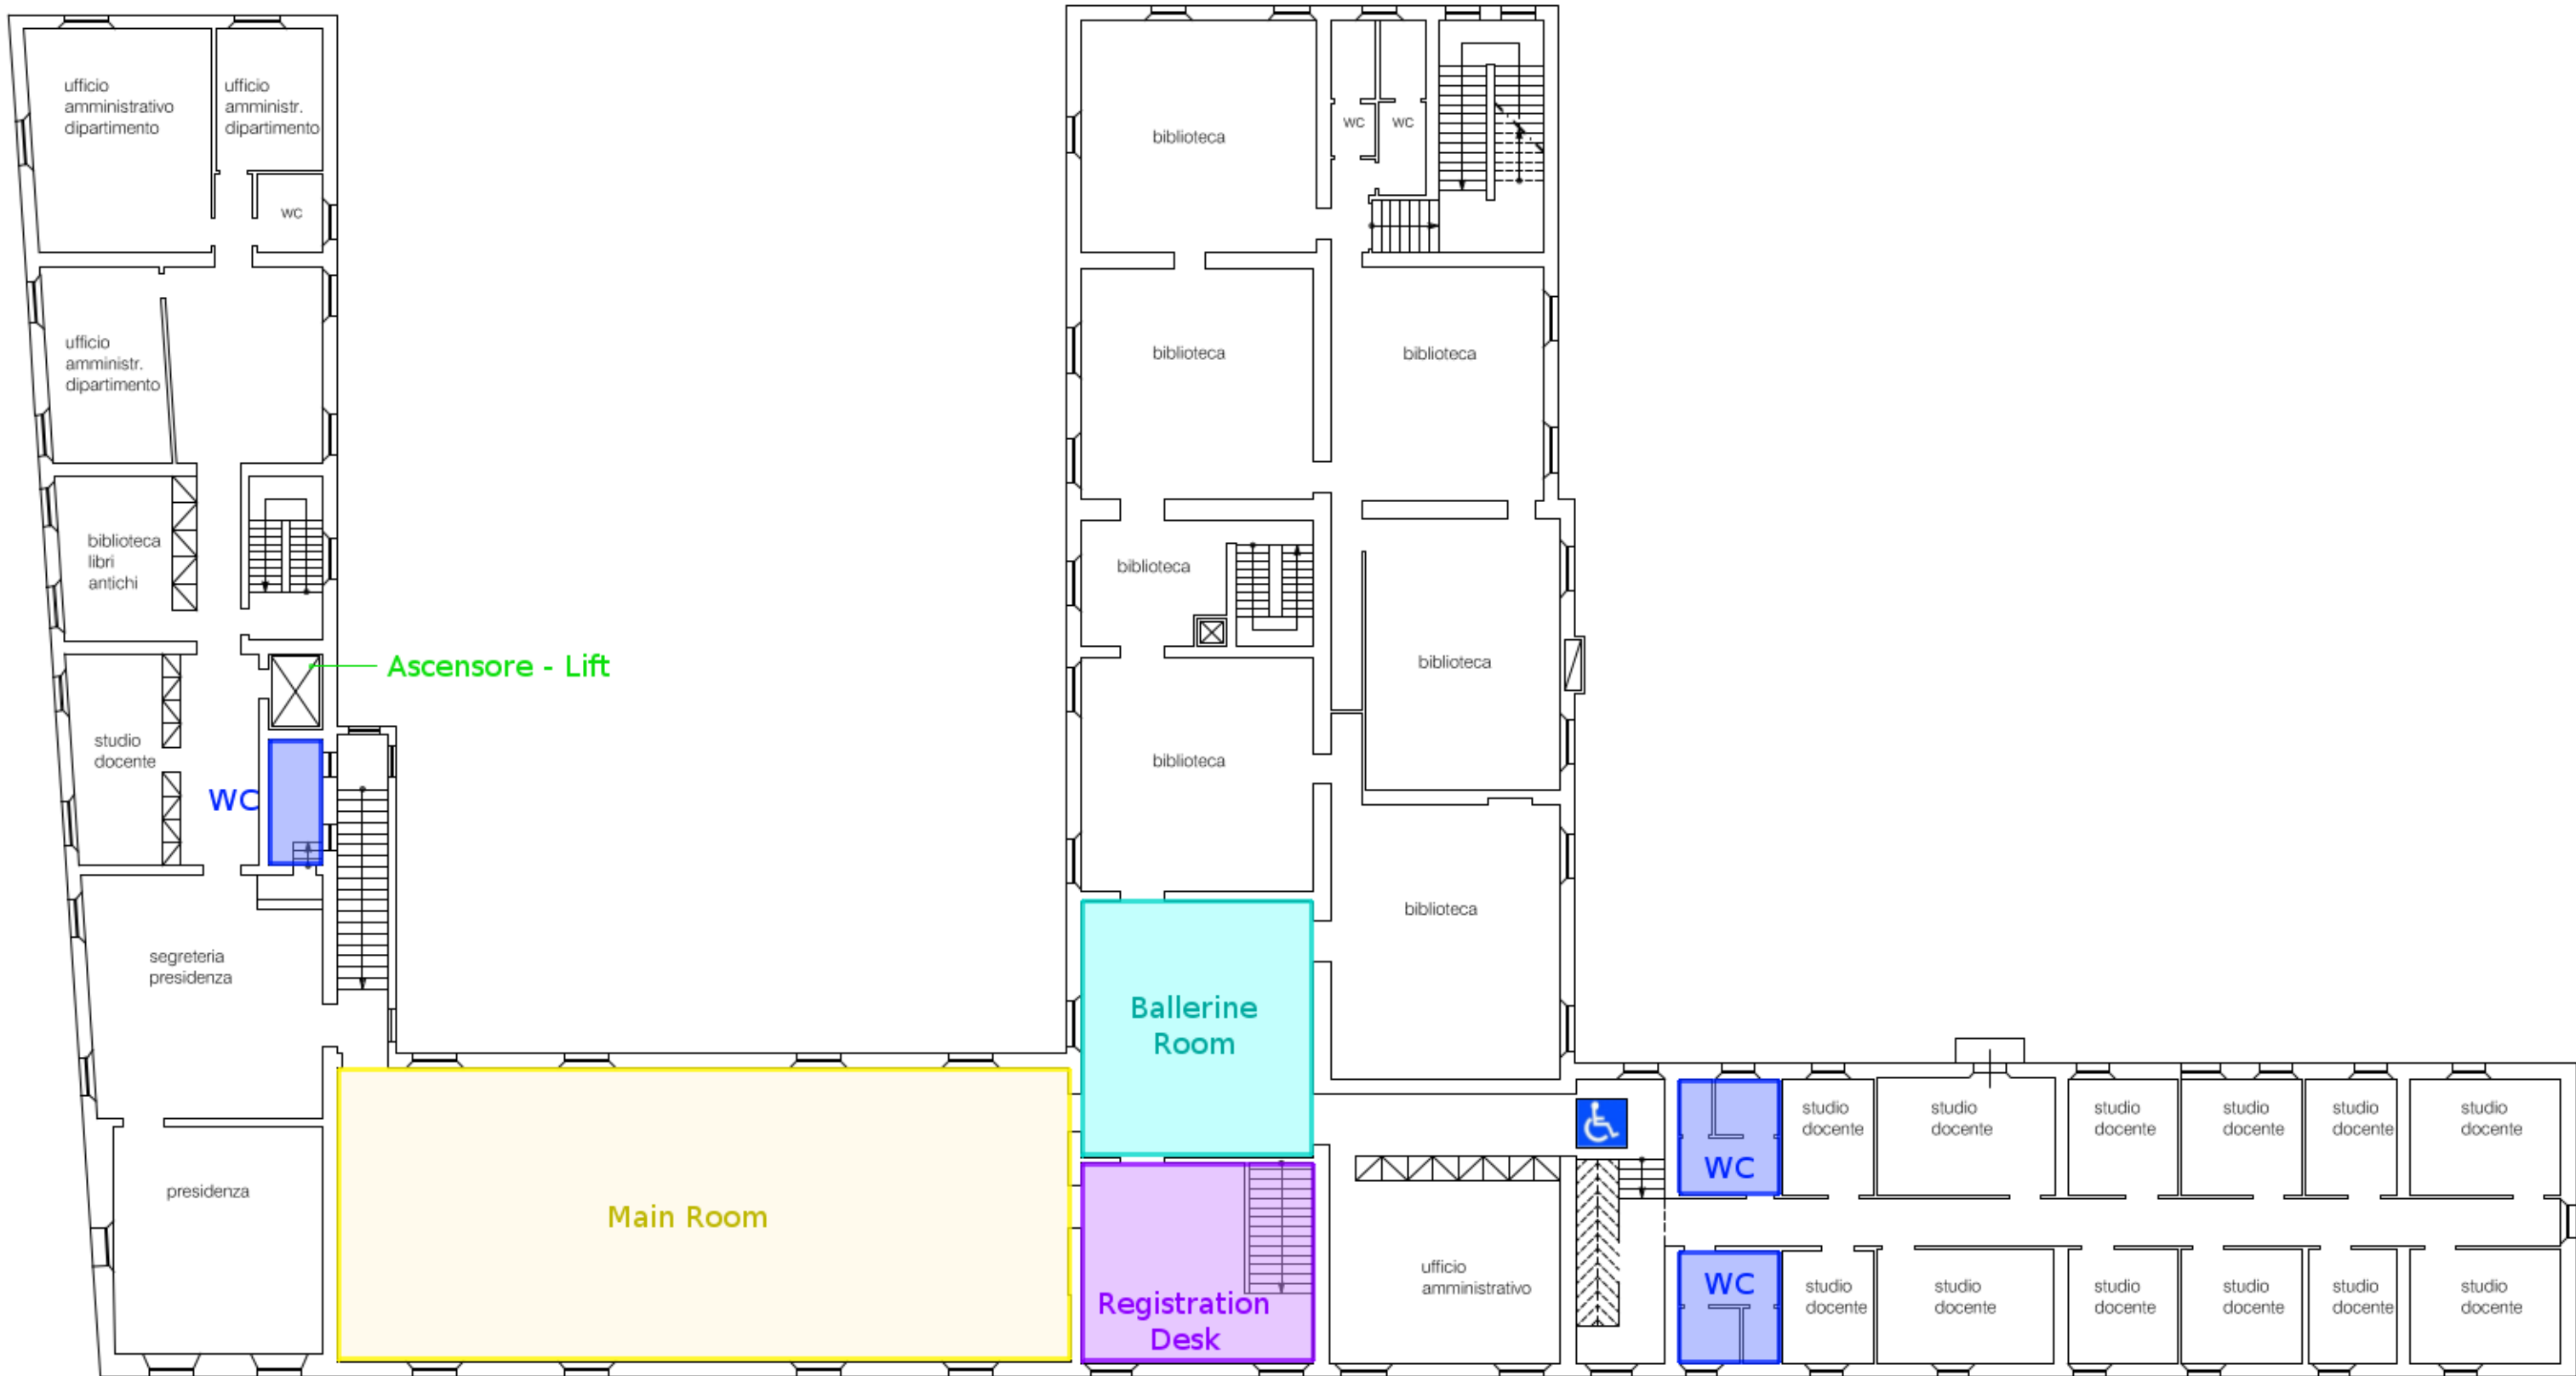 ufficio
amministrativo
dipartimento
ufficio
amministr.
dipartimento
wc
ufficio
amministr.
dipartimento
biblioteca
libri
antichi
Ascensore - Lift
studio
docente
WC
segreteria
presidenza
presidenza
Main Room
biblioteca
wc
wc
biblioteca
biblioteca
biblioteca
biblioteca
biblioteca
biblioteca
Ballerine
Room
Registration
Desk
ufficio
amministrativo
WC
studio
docente
studio
docente
studio
docente
studio
docente
studio
docente
studio
docente
WC
studio
docente
studio
docente
studio
docente
studio
docente
studio
docente
studio
docente